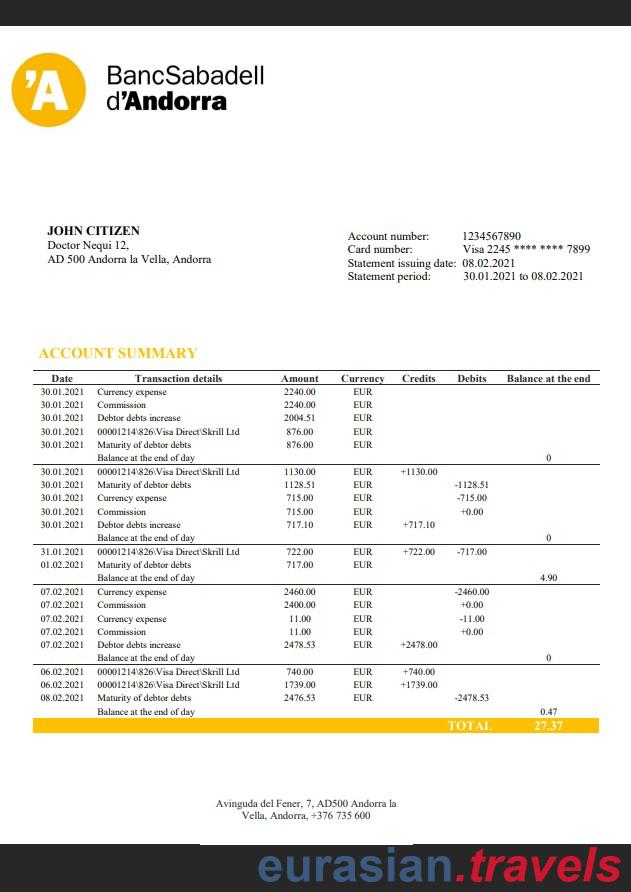 'A
BancSabadell
d'Andorra
JOHN CITIZEN
Doctor Nequi 12,
AD 500 Andorra la Vella, Andorra
Account number: 1234567890
Card number: Visa 2245 **** **** 7899
Statement issuing date: 08.02.2021
Statement period: 30.01.2021 to 08.02.2021
ACCOUNT SUMMARY
Date Transaction details Amount Currency Credits Debits Balance at the end
30.01.2021 Currency expense 2240.00 EUR
30.01.2021 Commission 2240.00 EUR
30.01.2021 Debtor debts increase 2004.51 EUR
30.01.2021 00001214\826\Visa Direct\Skrill Ltd 876.00 EUR
30.01.2021 Maturity of debtor debts 876.00 EUR
Balance at the end of day 0
30.01.2021 00001214\826\Visa Direct\Skrill Ltd 1130.00 EUR +1130.00
30.01.2021 Maturity of debtor debts 1128.51 EUR -1128.51
30.01.2021 Currency expense 715.00 EUR -715.00
30.01.2021 Commission 715.00 EUR +0.00
30.01.2021 Debtor debts increase 717.10 EUR +717.10
Balance at the end of day 0
31.01.2021 00001214\826\Visa Direct\Skrill Ltd 722.00 EUR +722.00 -717.00
01.02.2021 Maturity of debtor debts 717.00 EUR
Balance at the end of day 4.90
07.02.2021 Currency expense 2460.00 EUR -2460.00
07.02.2021 Commission 2400.00 EUR +0.00
07.02.2021 Currency expense 11.00 EUR -11.00
07.02.2021 Commission 11.00 EUR +0.00
07.02.2021 Debtor debts increase 2478.53 EUR +2478.00
Balance at the end of day 0
06.02.2021 00001214\826\Visa Direct\Skrill Ltd 740.00 EUR +740.00
06.02.2021 00001214\826\Visa Direct\Skrill Ltd 1739.00 EUR +1739.00
08.02.2021 Maturity of debtor debts 2476.53 EUR -2478.53
Balance at the end of day 0.47
TOTAL 27.37
Avinguda del Fener, 7, AD500 Andorra la
Vella, Andorra, +376 735 600
eurasian.travels